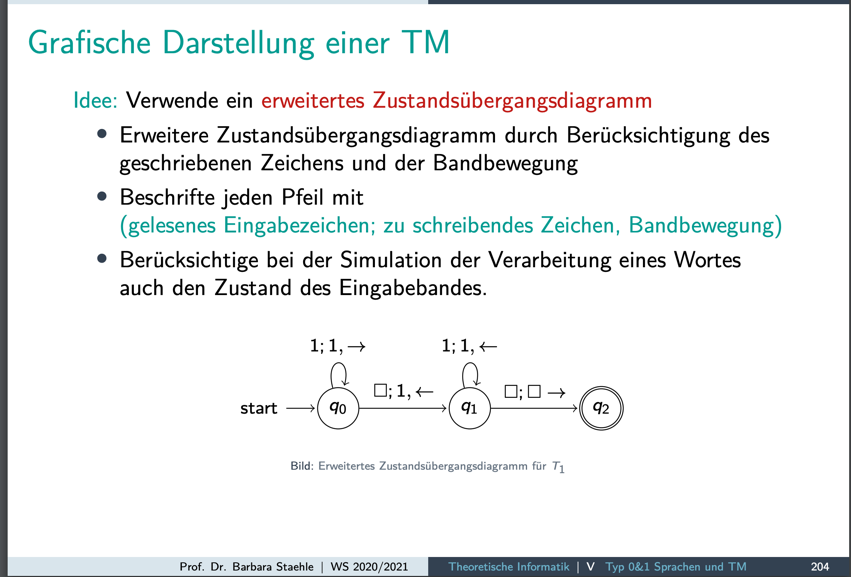 Grafische Darstellung einer TM
Idee: Verwende ein erweitertes Zustandsübergangsdiagramm
• Erweitere Zustandsübergangsdiagramm durch Berücksichtigung des
geschriebenen Zeichens und der Bandbewegung
• Beschrifte jeden Pfeil mit
(gelesenes Eingabezeichen; zu schreibendes Zeichen, Bandbewegung)
• Berücksichtige bei der Simulation der Verarbeitung eines Wortes
auch den Zustand des Eingabebandes.
1; 1, → 1; 1, ←
□; 1, ← □; □ →
start q0 q1 q2
Bild: Erweitertes Zustandsübergangsdiagramm für T1
Prof. Dr. Barbara Staehle | WS 2020/2021 Theoretische Informatik | V Typ 0&1 Sprachen und TM 204